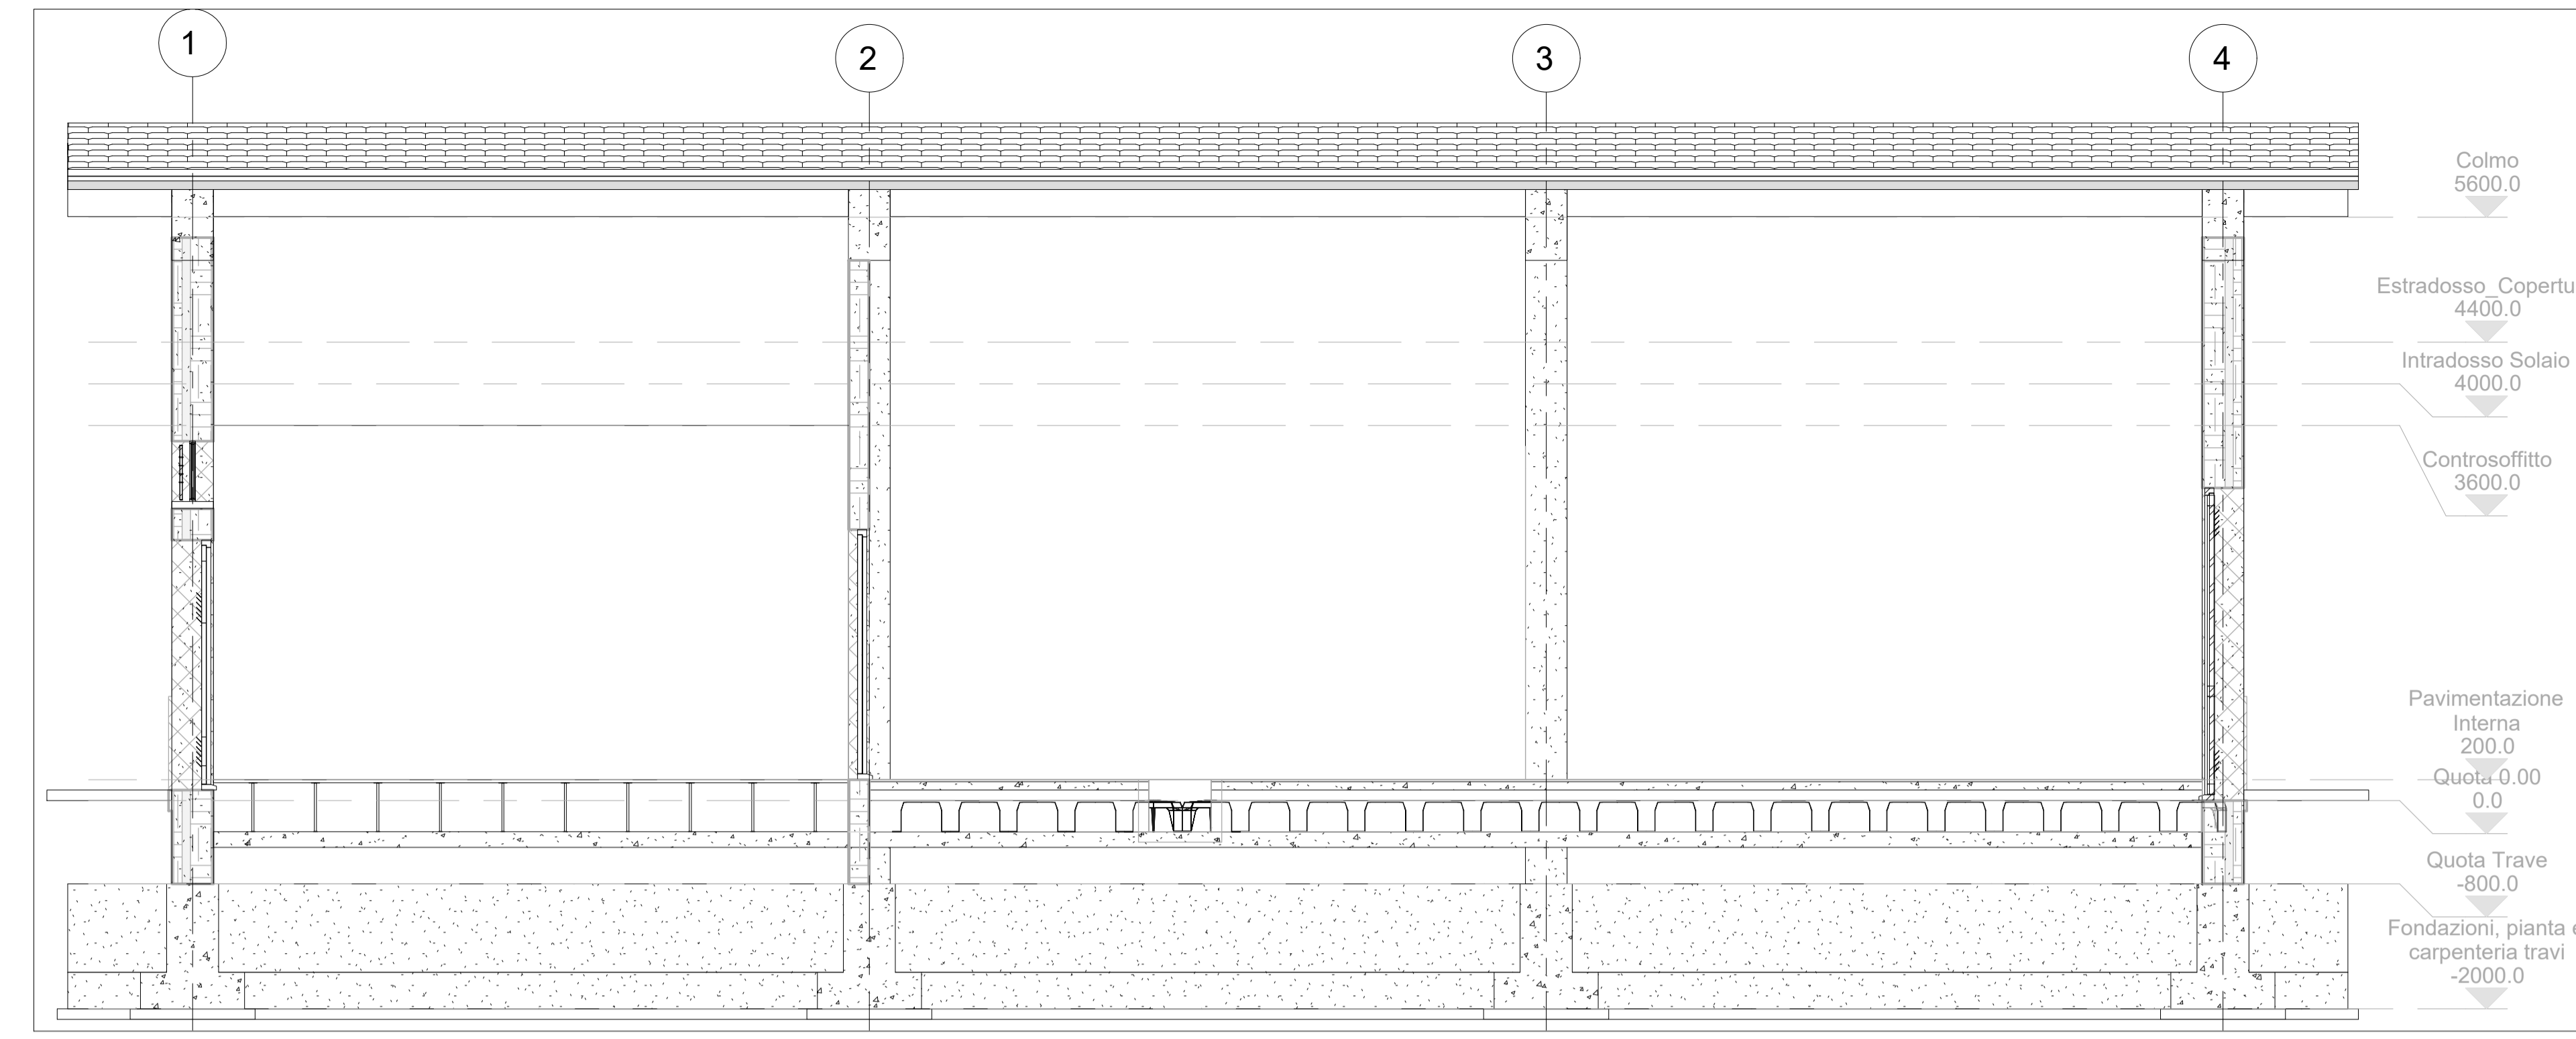 1
2
3
4
Colmo
5600.0
Estradosso_Copertu
4400.0
Intradosso Solaio
4000.0
Controsoffitto
3600.0
Pavimentazione
Interna
200.0
Quota 0.00
0.0
Quota Trave
-800.0
Fondazioni, pianta e
carpenteria travi
-2000.0